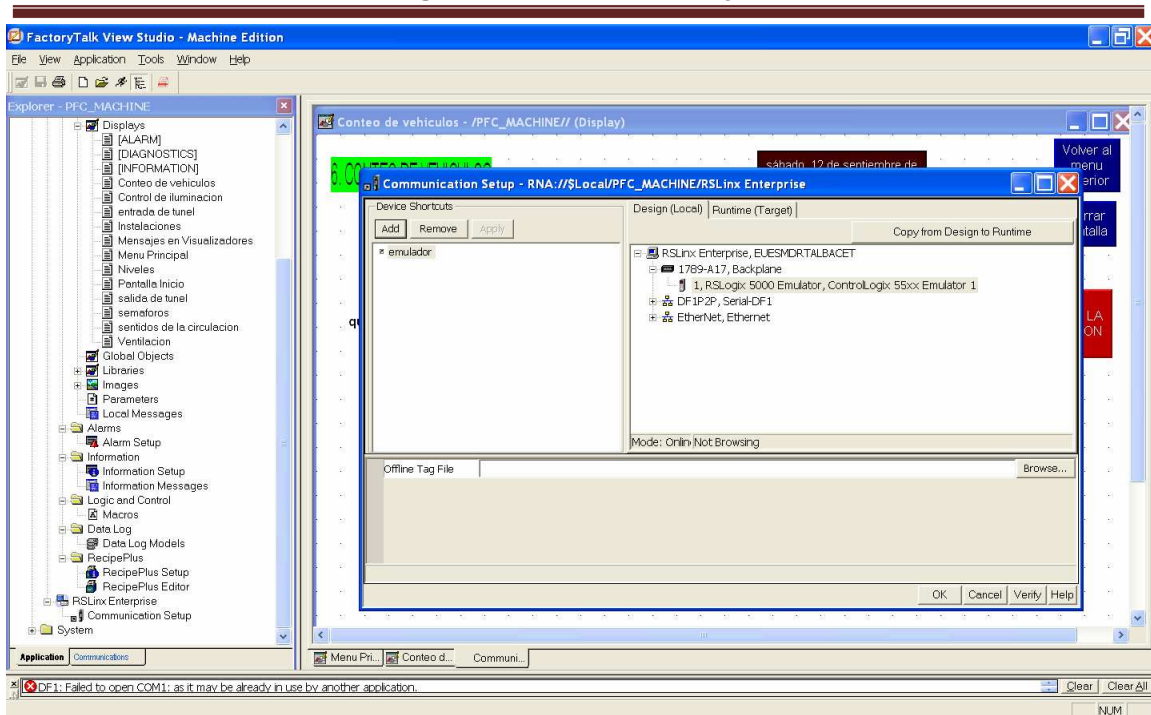 FactoryTalk View Studio - Machine Edition
File View Application Tools Window Help
Explorer - PFC_MACHINE
Displays
[ALARM]
[DIAGNOSTICS]
[INFORMATION]
Conteo de vehiculos
Control de iluminacion
entrada de tunel
Instalaciones
Mensajes en Visualizadores
Menu Principal
Niveles
Pantalla Inicio
salida de tunel
semaforos
sentidos de la circulacion
Ventilacion
Global Objects
Libraries
Images
Parameters
Local Messages
Alarms
Alarm Setup
Information
Information Setup
Information Messages
Logic and Control
Macros
Data Log
Data Log Models
RecipePlus
RecipePlus Setup
RecipePlus Editor
RSLinx Enterprise
Communication Setup
System
Application Communications
Conteo de vehiculos - /PFC_MACHINE// (Display)
6. CONTEO DE VEHICULOS
sábado, 12 de septiembre de
Volver al
menu
erior
rrar
talla
LA
ON
Communication Setup - RNA://$Local/PFC_MACHINE/RSLinx Enterprise
Device Shortcuts
Add Remove Apply
emulador
Design (Local) Runtime (Target)
Copy from Design to Runtime
RSLinx Enterprise, EUESMDRTALBACET
1789-A17, Backplane
1, RSLogix 5000 Emulator, ControlLogix 55xx Emulator 1
DF1P2P, Serial-DF1
EtherNet, Ethernet
Mode: Onlin Not Browsing
Offline Tag File
Browse...
OK Cancel Verify Help
Menu Pri... Conteo d... Communi...
DF1: Failed to open COM1: as it may be already in use by another application.
Clear Clear All
NUM